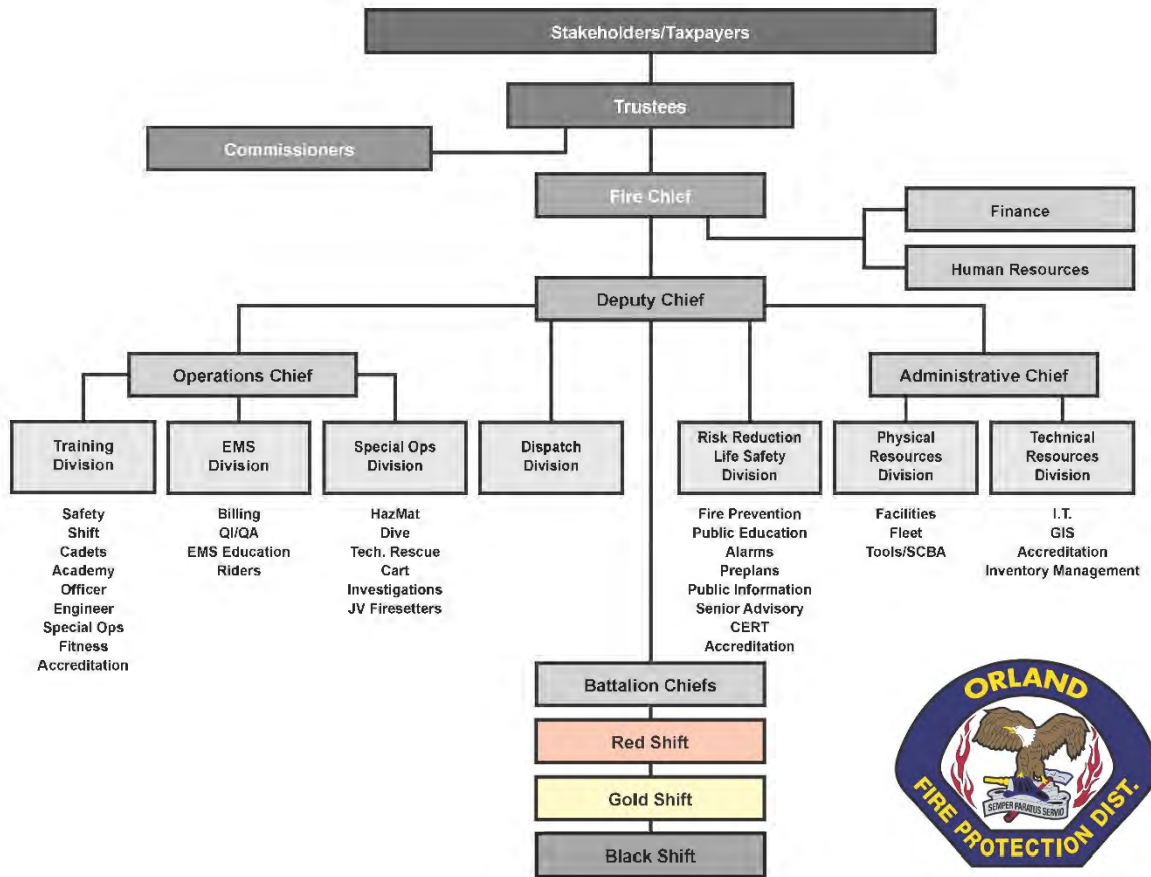 Stakeholders/Taxpayers
Trustees
Commissioners
Fire Chief
Finance
Human Resources
Deputy Chief
Operations Chief
Administrative Chief
Training
Division
EMS
Division
Special Ops
Division
Dispatch
Division
Risk Reduction
Life Safety
Division
Physical
Resources
Division
Technical
Resources
Division
Safety
Shift
Cadets
Academy
Officer
Engineer
Special Ops
Fitness
Accreditation
Billing
QI/QA
EMS Education
Riders
HazMat
Dive
Tech. Rescue
Cart
Investigations
JV Firesetters
Fire Prevention
Public Education
Alarms
Preplans
Public Information
Senior Advisory
CERT
Accreditation
Facilities
Fleet
Tools/SCBA
I.T.
GIS
Accreditation
Inventory Management
Battalion Chiefs
Red Shift
Gold Shift
Black Shift
ORLAND
SEMPER PARATUS SERVIO
FIRE PROTECTION DIST.